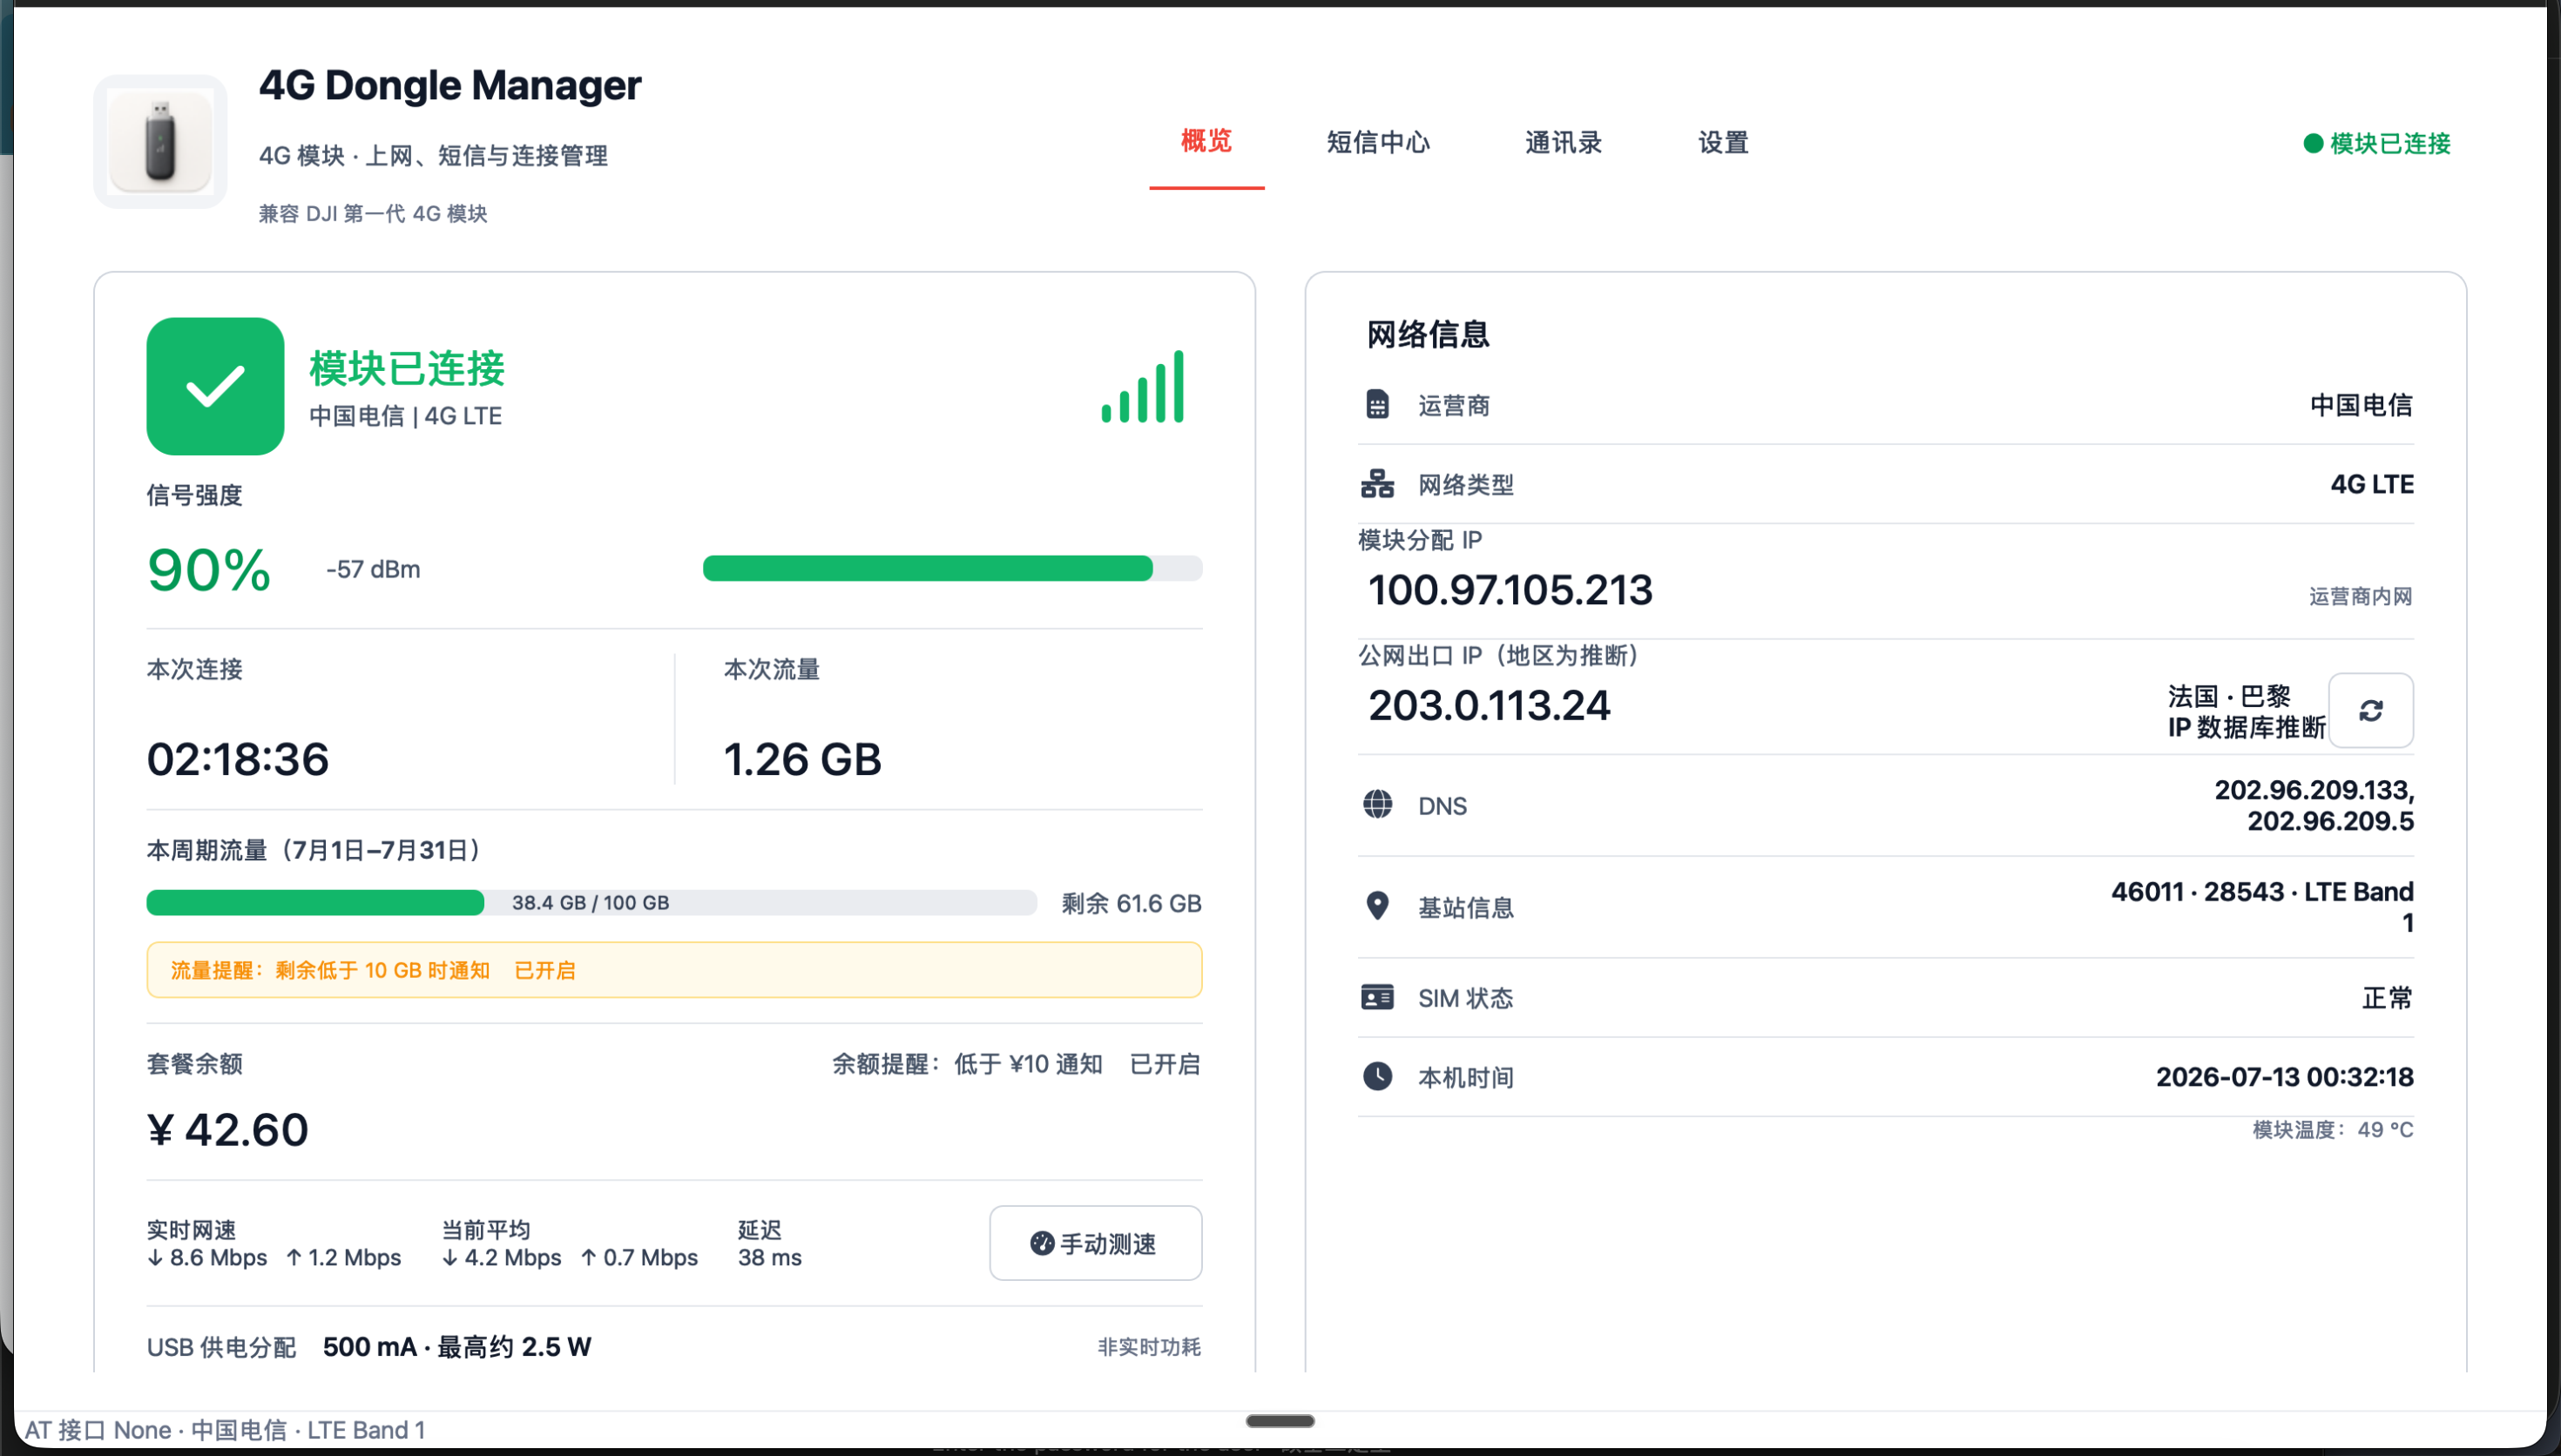 4G Dongle Manager
4G 模块 · 上网、短信与连接管理
兼容 DJI 第一代 4G 模块
概览
短信中心
通讯录
设置
模块已连接
模块已连接
中国电信 | 4G LTE
信号强度
90%
-57 dBm
本次连接
02:18:36
本次流量
1.26 GB
本周期流量（7月1日–7月31日）
38.4 GB / 100 GB
剩余 61.6 GB
流量提醒：剩余低于 10 GB 时通知 已开启
套餐余额
余额提醒：低于 ¥10 通知 已开启
¥ 42.60
实时网速
↓ 8.6 Mbps ↑ 1.2 Mbps
当前平均
↓ 4.2 Mbps ↑ 0.7 Mbps
延迟
38 ms
手动测速
USB 供电分配 500 mA · 最高约 2.5 W
非实时功耗
网络信息
运营商
中国电信
网络类型
4G LTE
模块分配 IP
100.97.105.213
运营商内网
公网出口 IP（地区为推断）
203.0.113.24
法国 · 巴黎
IP 数据库推断
DNS
202.96.209.133,
202.96.209.5
基站信息
46011 · 28543 · LTE Band
1
SIM 状态
正常
本机时间
2026-07-13 00:32:18
模块温度：49 °C
AT 接口 None · 中国电信 · LTE Band 1